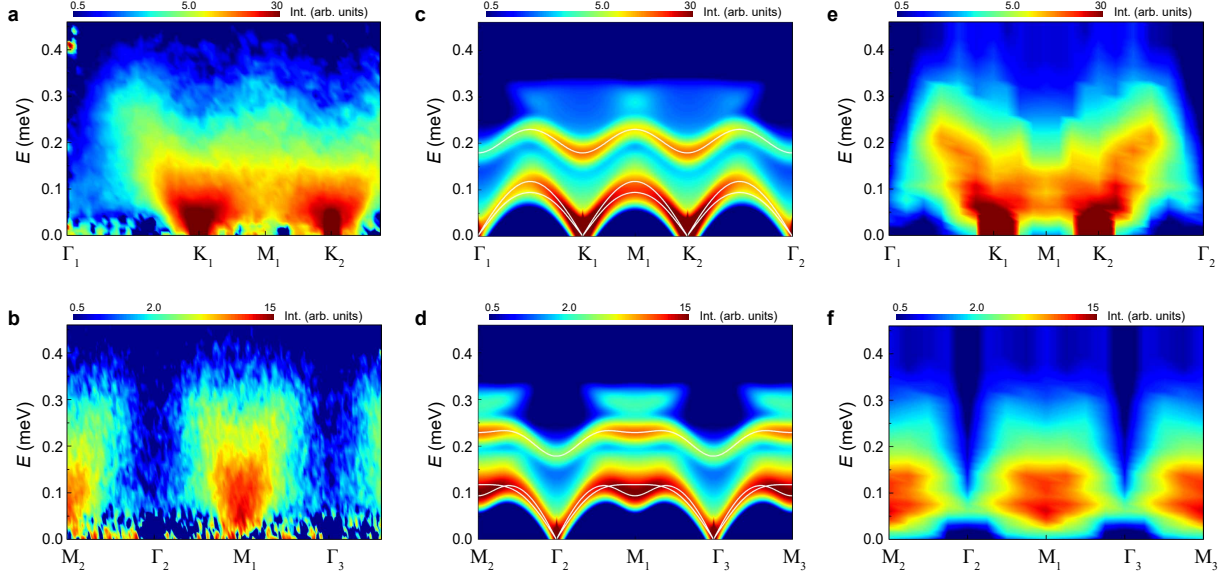 a
0.5 5.0 30
Int. (arb. units)
E (meV)
0.4
0.3
0.2
0.1
0.0
Γ1 K1 M1 K2
c
0.5 5.0 30
Int. (arb. units)
E (meV)
0.4
0.3
0.2
0.1
0.0
Γ1 K1 M1 K2 Γ2
e
0.5 5.0 30
Int. (arb. units)
E (meV)
0.4
0.3
0.2
0.1
0.0
Γ1 K1 M1 K2 Γ2
b
0.5 2.0 15
Int. (arb. units)
E (meV)
0.4
0.3
0.2
0.1
0.0
M2 Γ2 M1 Γ3
d
0.5 2.0 15
Int. (arb. units)
E (meV)
0.4
0.3
0.2
0.1
0.0
M2 Γ2 M1 Γ3 M3
f
0.5 2.0 15
Int. (arb. units)
E (meV)
0.4
0.3
0.2
0.1
0.0
M2 Γ2 M1 Γ3 M3